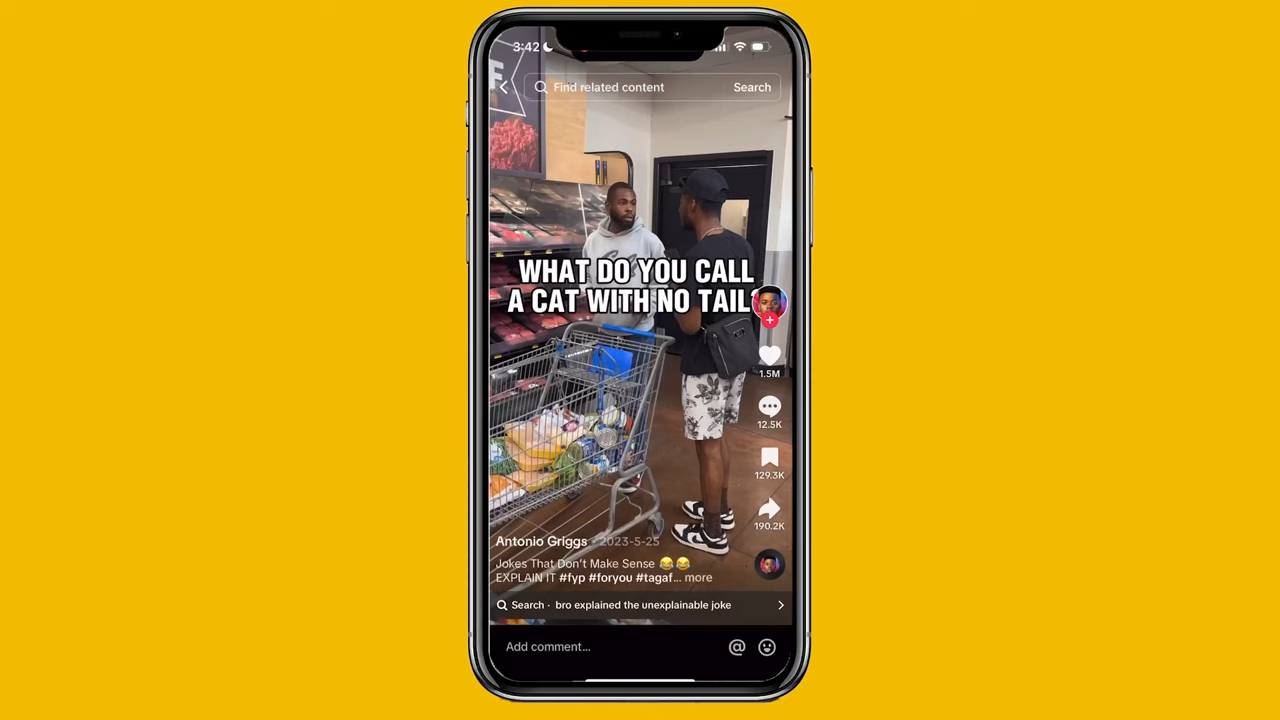 3:42
F
Find related content
Search
WHAT DO YOU CALL
A CAT WITH NO TAIL?
1.5M
12.5K
129.3K
190.2K
Antonio Griggs · 2023-5-25
Jokes That Don't Make Sense 😂😂
EXPLAIN IT #fyp #foryou #tagaf... more
Search · bro explained the unexplainable joke
Add comment...
@